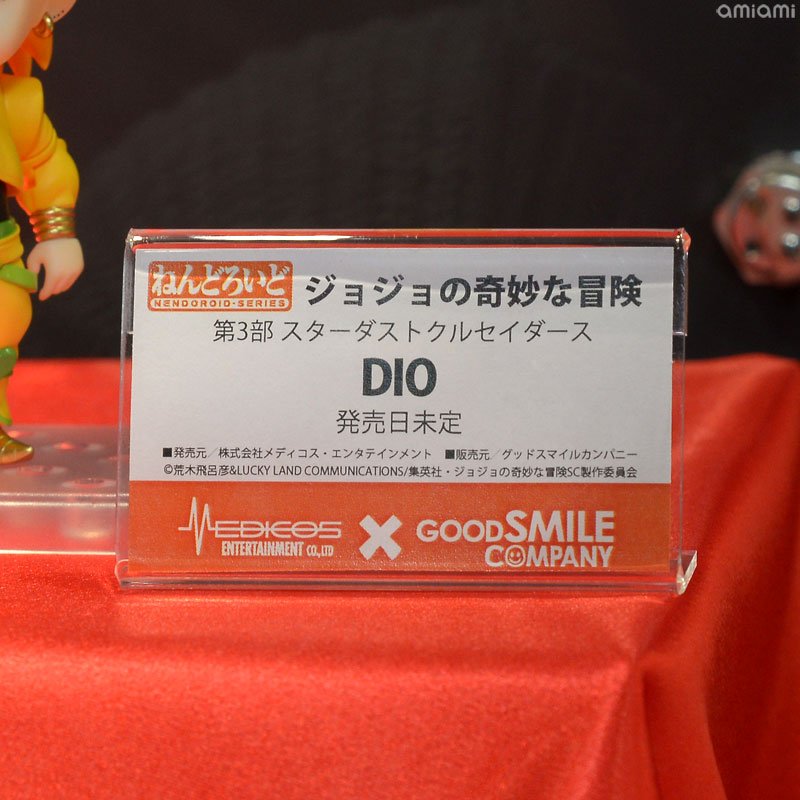 amiami
ねんどろいど
NENDOROID-SERIES
ジョジョの奇妙な冒険
第3部 スターダストクルセイダース
DIO
発売日未定
■発売元／株式会社メディコス・エンタテインメント ■販売元／グッドスマイルカンパニー
©荒木飛呂彦&LUCKY LAND COMMUNICATIONS/集英社・ジョジョの奇妙な冒険SC製作委員会
MEDICOS
ENTERTAINMENT CO.,LTD
×
GOOD SMILE
COMPANY